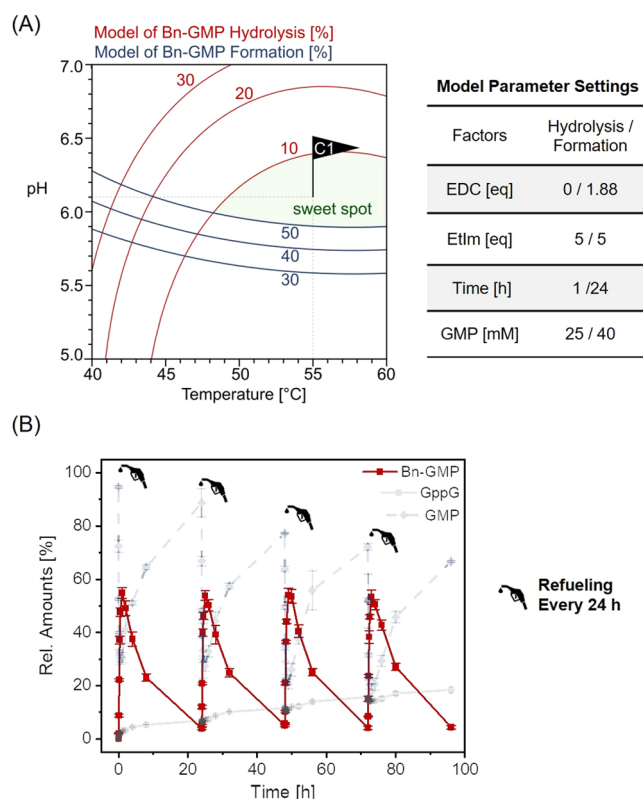 (A)
Model of Bn-GMP Hydrolysis [%]
Model of Bn-GMP Formation [%]
7.0
6.5
pH
6.0
5.5
5.0
30
20
10
C1
sweet spot
50
40
30
40
45
50
55
60
Temperature [°C]
Model Parameter Settings
Factors
Hydrolysis /
Formation
EDC [eq]
0 / 1.88
EtIm [eq]
5 / 5
Time [h]
1 /24
GMP [mM]
25 / 40
(B)
100
80
60
40
20
0
Rel. Amounts [%]
Bn-GMP
GppG
GMP
0
20
40
60
80
100
Time [h]
Refueling
Every 24 h